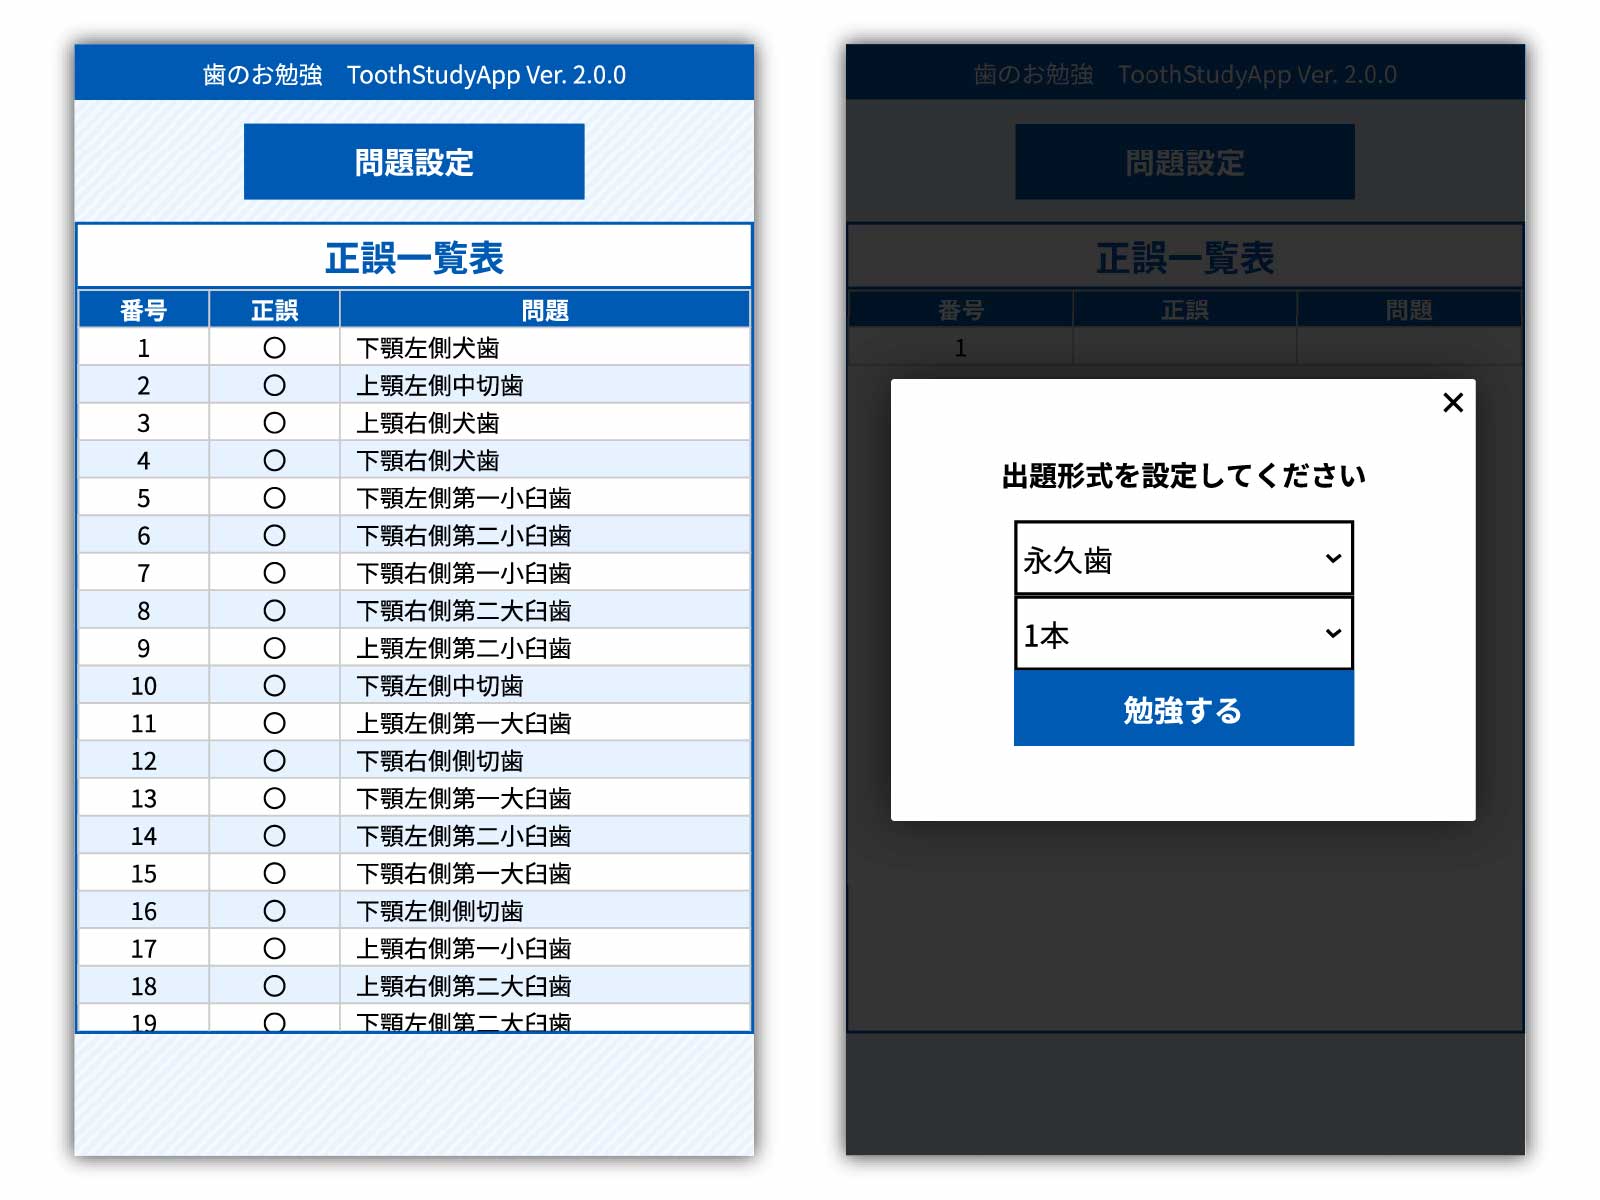 歯のお勉強　ToothStudyApp Ver. 2.0.0
問題設定
正誤一覧表
番号 正誤 問題
1 〇 下顎左側犬歯
2 〇 上顎左側中切歯
3 〇 上顎右側犬歯
4 〇 下顎右側犬歯
5 〇 下顎左側第一小臼歯
6 〇 下顎右側第二小臼歯
7 〇 下顎右側第一小臼歯
8 〇 下顎右側第二大臼歯
9 〇 上顎左側第二小臼歯
10 〇 下顎左側中切歯
11 〇 上顎左側第一大臼歯
12 〇 下顎右側側切歯
13 〇 下顎左側第一大臼歯
14 〇 下顎左側第二小臼歯
15 〇 下顎右側第一大臼歯
16 〇 下顎左側側切歯
17 〇 上顎右側第一小臼歯
18 〇 上顎右側第二大臼歯
19 〇 下顎左側第二大臼歯
歯のお勉強　ToothStudyApp Ver. 2.0.0
問題設定
正誤一覧表
番号 正誤 問題
1
×
出題形式を設定してください
永久歯
1本
勉強する